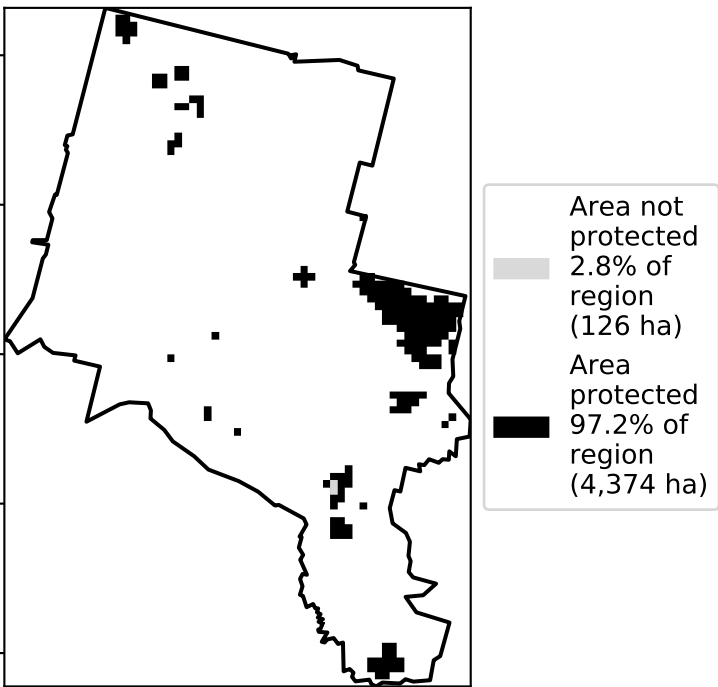 Area not
protected
2.8% of
region
(126 ha)
Area
protected
97.2% of
region
(4,374 ha)